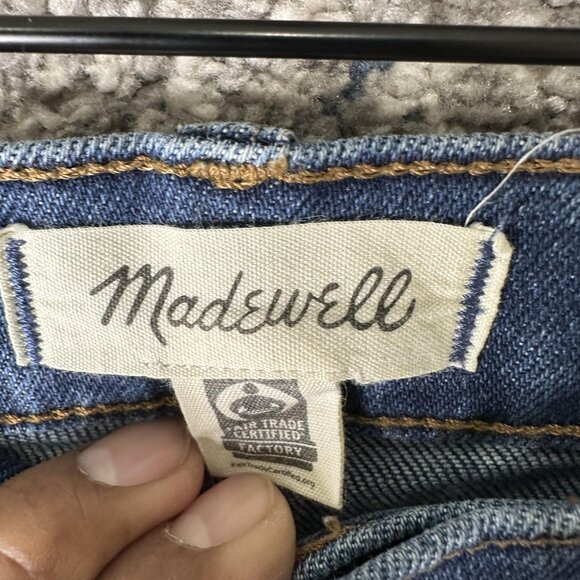 Madewell
FAIR TRADE
CERTIFIED
FACTORY
FairTradeCertified.org